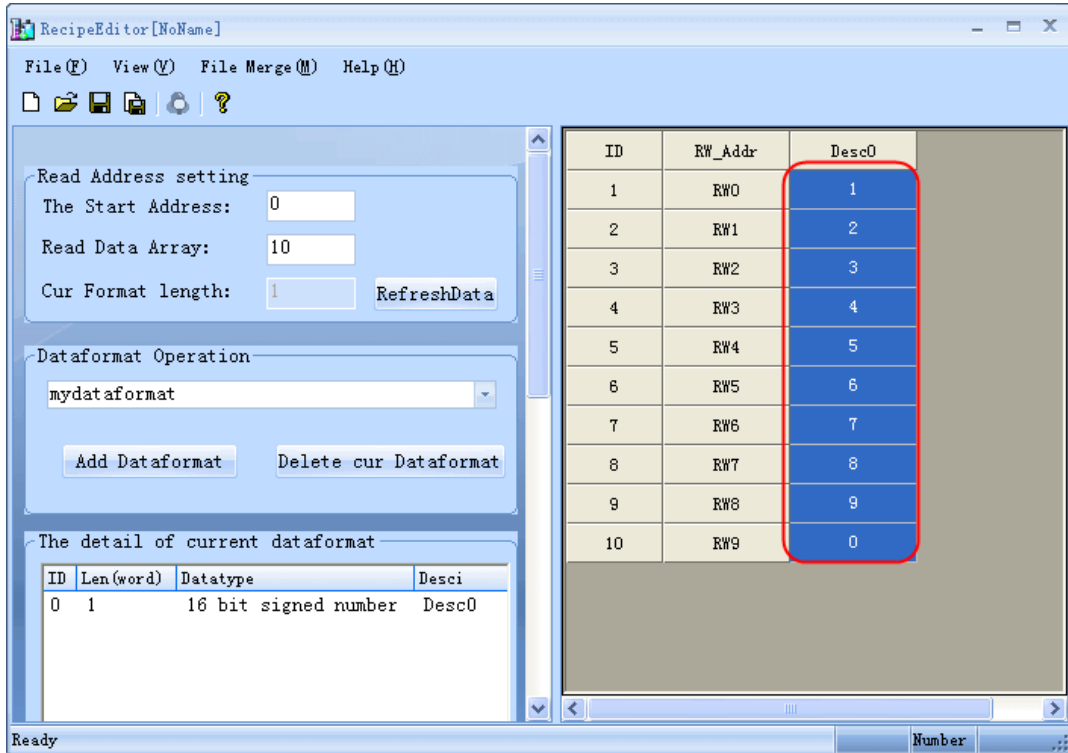 RecipeEditor[NoName]
File(F) View(V) File Merge(M) Help(H)
Read Address setting
The Start Address: 0
Read Data Array: 10
Cur Format length: 1 RefreshData
Dataformat Operation
mydataformat
Add Dataformat Delete cur Dataformat
The detail of current dataformat
ID Len(word) Datatype Desci
0 1 16 bit signed number Desc0
ID RW_Addr Desc0
1 RW0 1
2 RW1 2
3 RW2 3
4 RW3 4
5 RW4 5
6 RW5 6
7 RW6 7
8 RW7 8
9 RW8 9
10 RW9 0
Ready Number